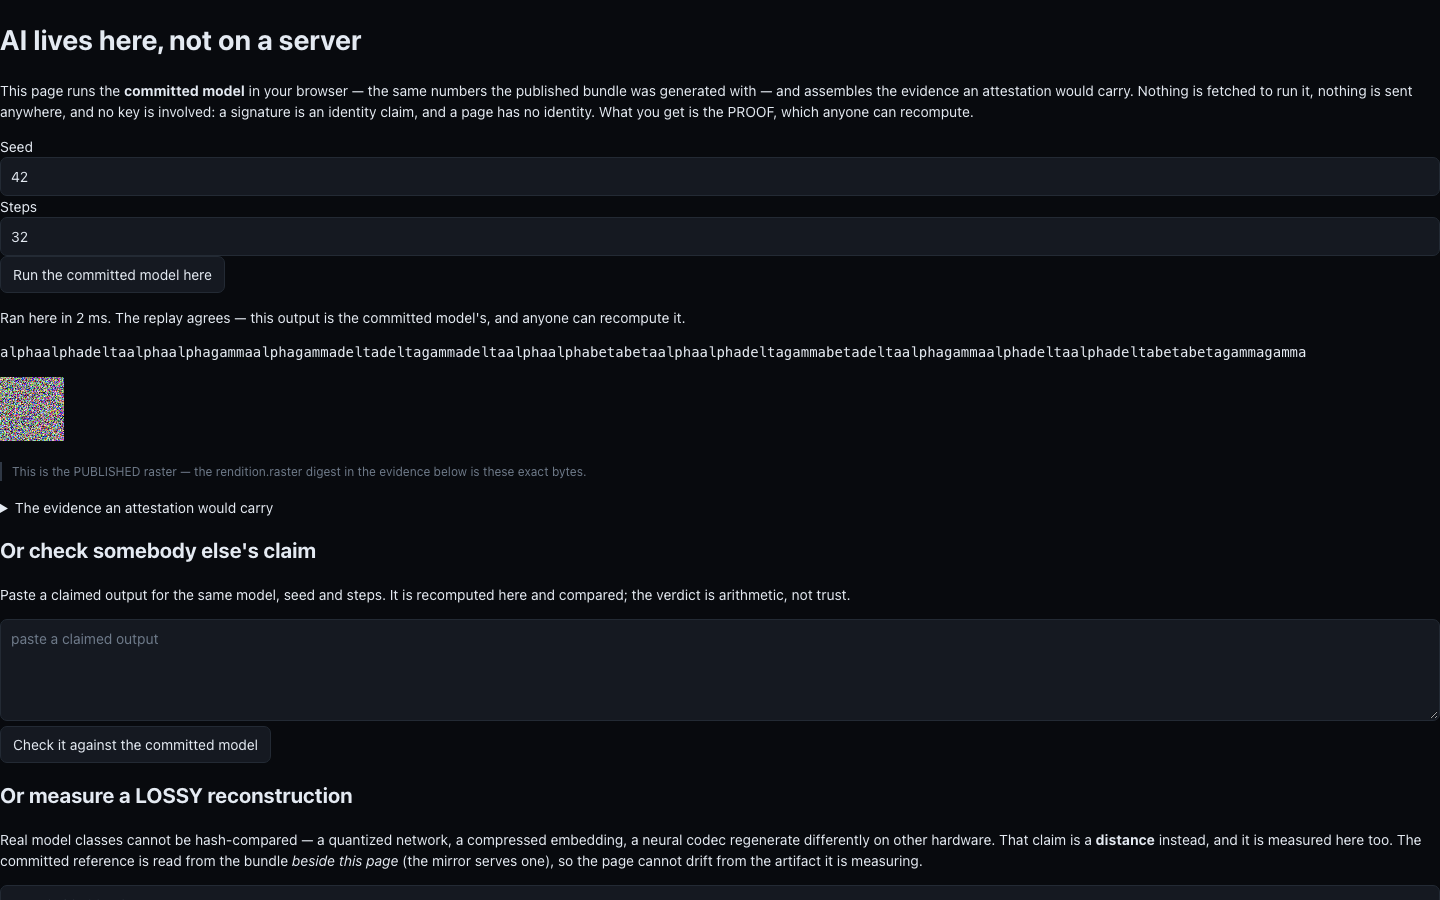 AI lives here, not on a server
This page runs the committed model in your browser — the same numbers the published bundle was generated with — and assembles the evidence an attestation would carry. Nothing is fetched to run it, nothing is sent
anywhere, and no key is involved: a signature is an identity claim, and a page has no identity. What you get is the PROOF, which anyone can recompute.
Seed
42
Steps
32
Run the committed model here
Ran here in 2 ms. The replay agrees — this output is the committed model's, and anyone can recompute it.
alphaalphadeltaalphaalphagammaalphagammadeltadeltagammadeltaalphaalphabetabetaalphaalphadeltagammabetadeltaalphagammaalphadeltaalphadeltabetabetagammagamma
This is the PUBLISHED raster — the rendition.raster digest in the evidence below is these exact bytes.
The evidence an attestation would carry
Or check somebody else's claim
Paste a claimed output for the same model, seed and steps. It is recomputed here and compared; the verdict is arithmetic, not trust.
paste a claimed output
Check it against the committed model
Or measure a LOSSY reconstruction
Real model classes cannot be hash-compared — a quantized network, a compressed embedding, a neural codec regenerate differently on other hardware. That claim is a distance instead, and it is measured here too. The
committed reference is read from the bundle beside this page (the mirror serves one), so the page cannot drift from the artifact it is measuring.